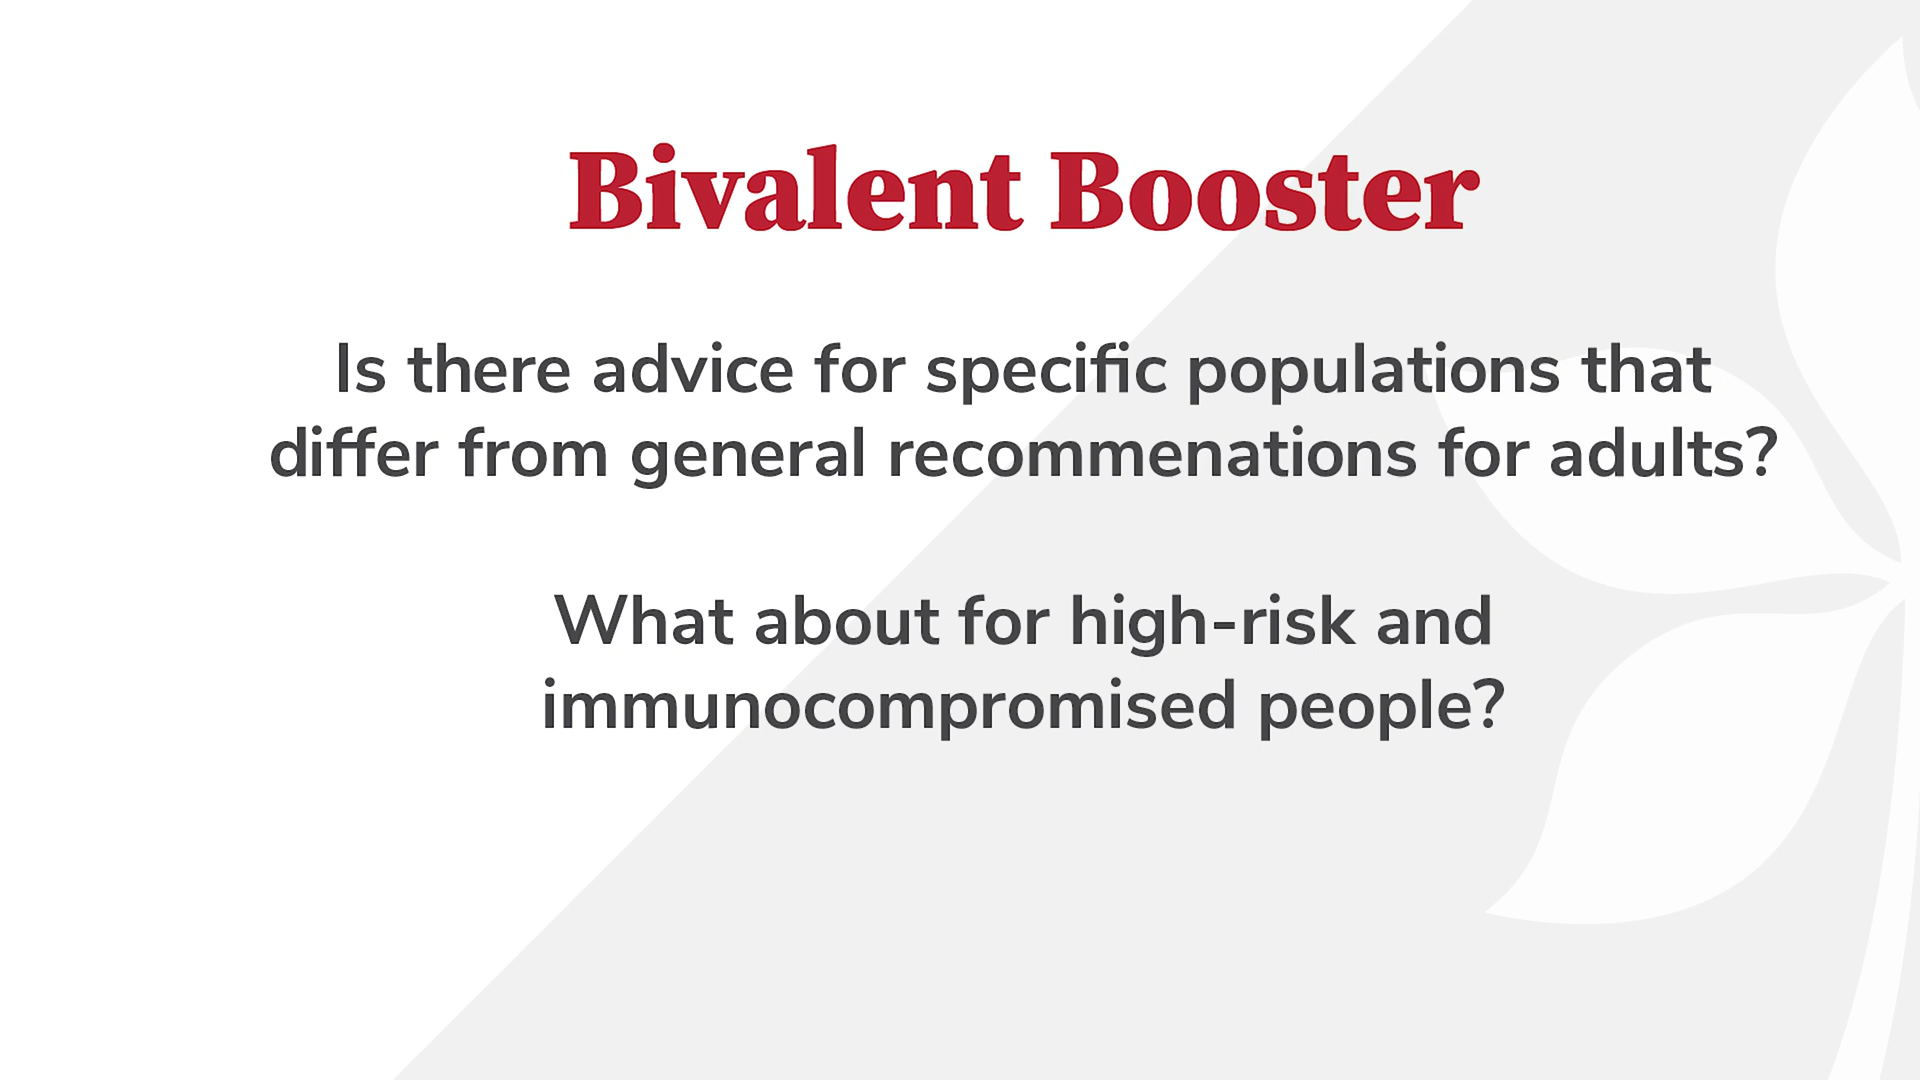 Bivalent Booster
Is there advice for specific populations that
differ from general recommenations for adults?
What about for high-risk and
immunocompromised people?